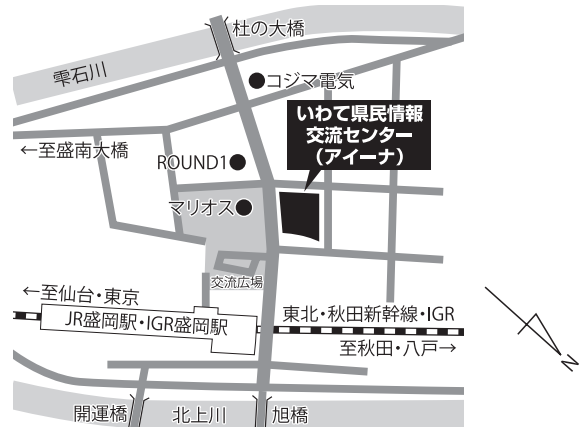 杜の大橋
雫石川
●コジマ電気
いわて県民情報
交流センター
（アイーナ）
←至盛南大橋
ROUND1●
マリオス●
交流広場
←至仙台・東京
東北・秋田新幹線・IGR
JR盛岡駅・IGR盛岡駅
至秋田・八戸→
開運橋
北上川
旭橋
N